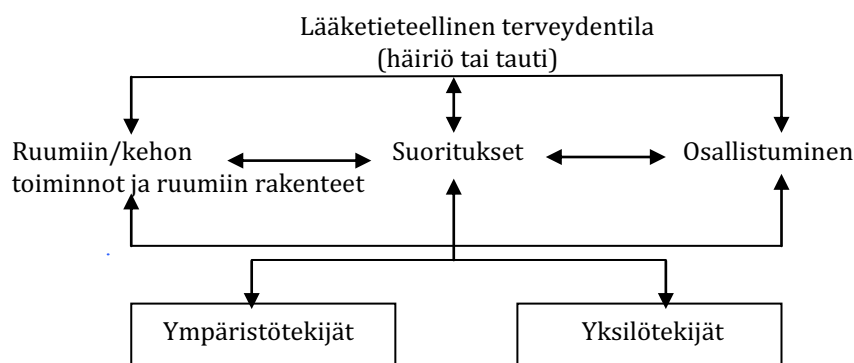 Lääketieteellinen terveydentila
(häiriö tai tauti)
Ruumiin/kehon
toiminnot ja ruumiin rakenteet
Suoritukset
Osallistuminen
Ympäristötekijät
Yksilötekijät